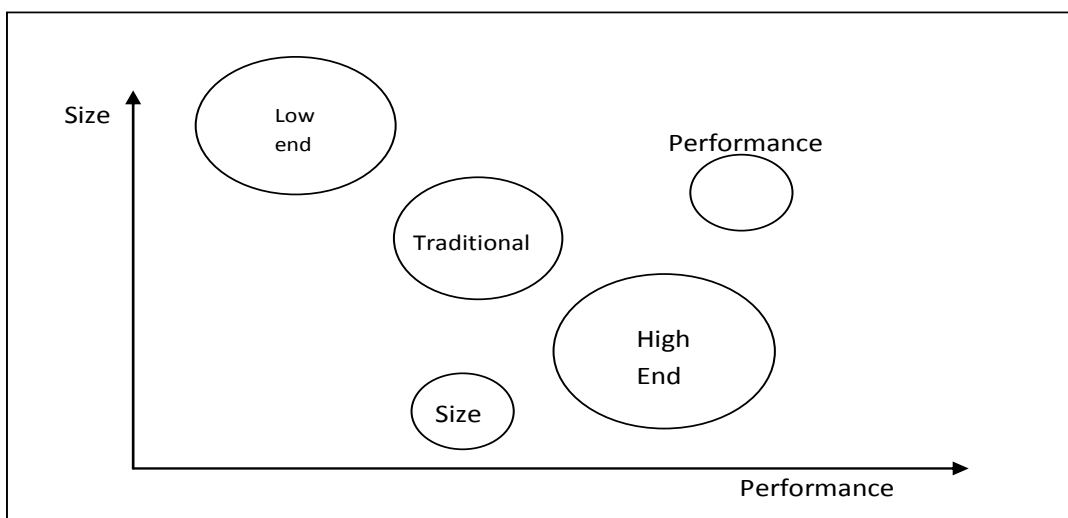 Low
end
Size
Performance
Traditional
High
End
Size
Performance